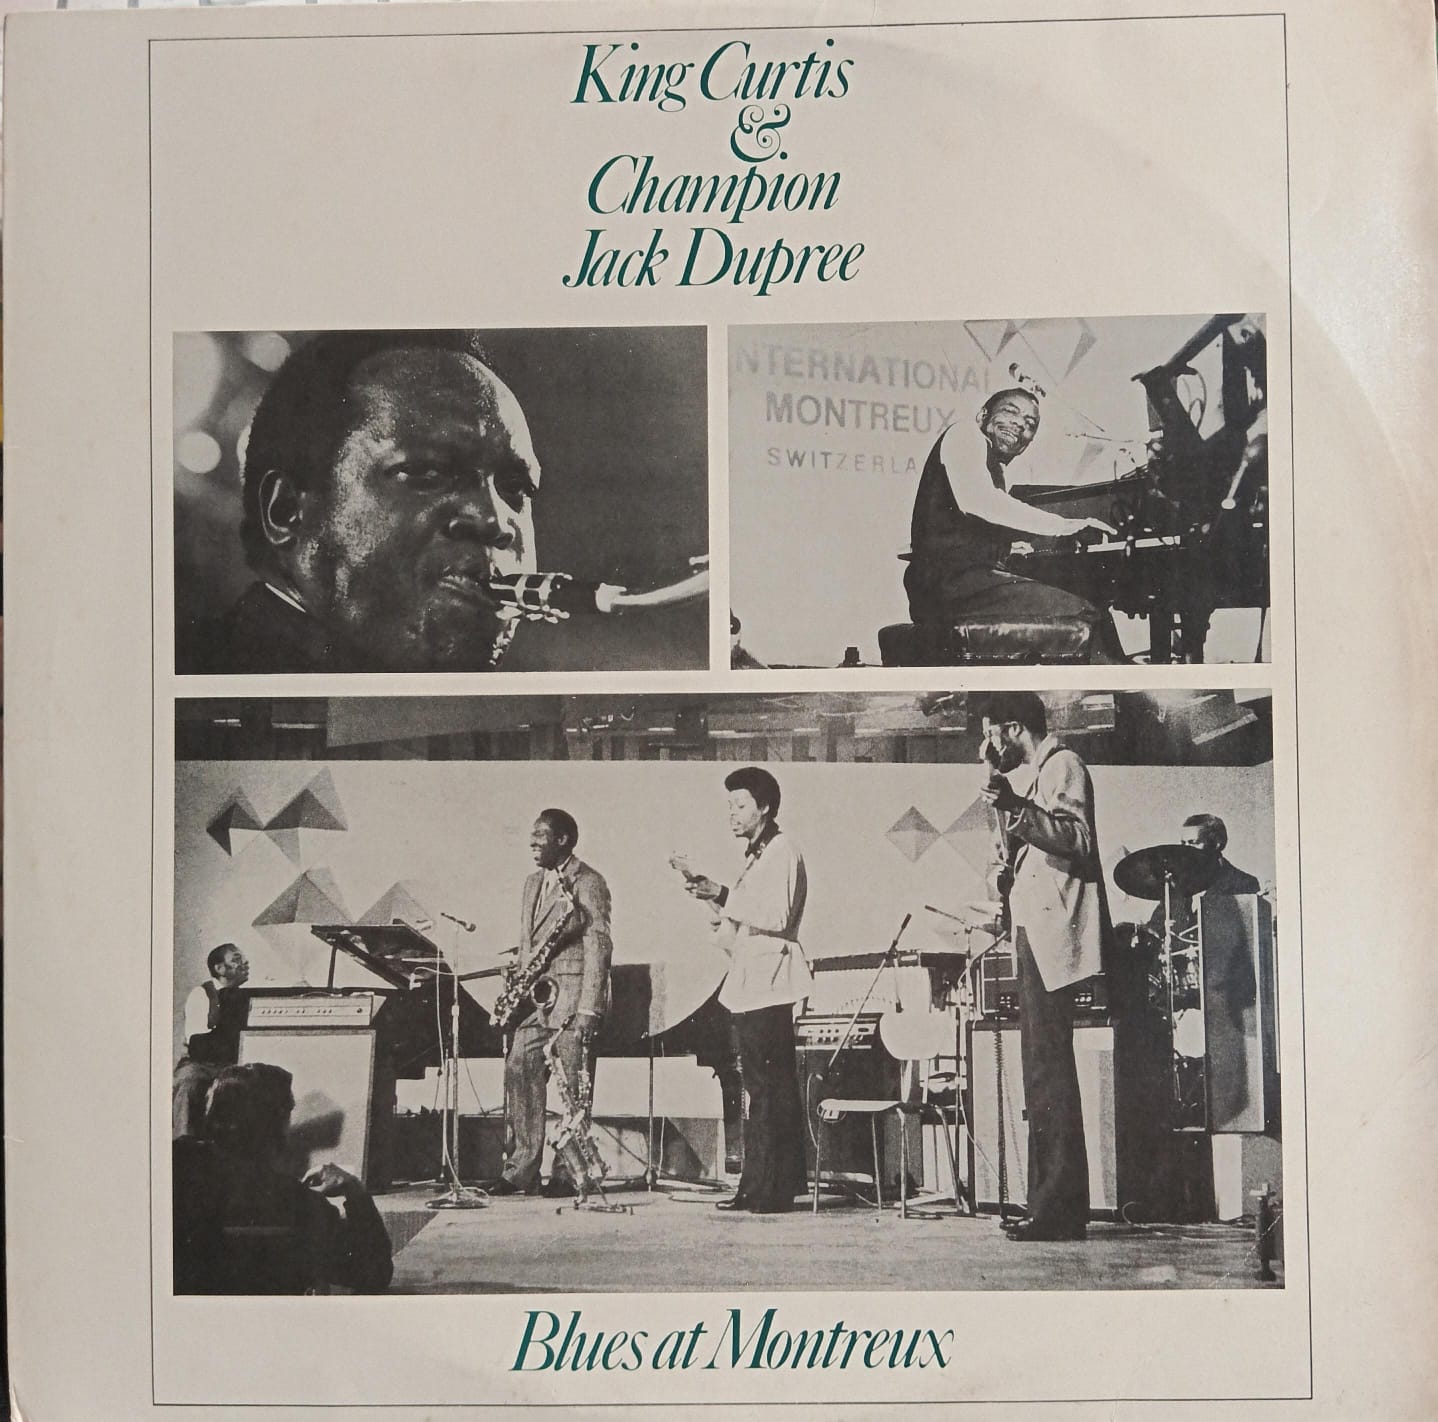 King Curtis
&
Champion
Jack Dupree
NTERNATIONAL
MONTREUX
SWITZERLA
Blues at Montreux